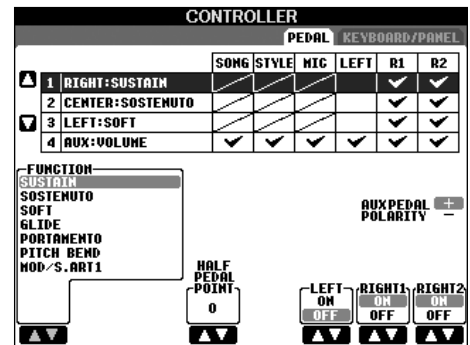 CONTROLLER
PEDAL KEYBOARD/PANEL
SONG STYLE MIC LEFT R1 R2
1 RIGHT:SUSTAIN
2 CENTER:SOSTENUTO
3 LEFT:SOFT
4 AUX:VOLUME
FUNCTION
SUSTAIN
SOSTENUTO
SOFT
GLIDE
PORTAMENTO
PITCH BEND
MOD/S.ART1
AUX PEDAL +
POLARITY −
HALF
PEDAL
POINT
0
LEFT RIGHT1 RIGHT2
ON ON ON
OFF OFF OFF